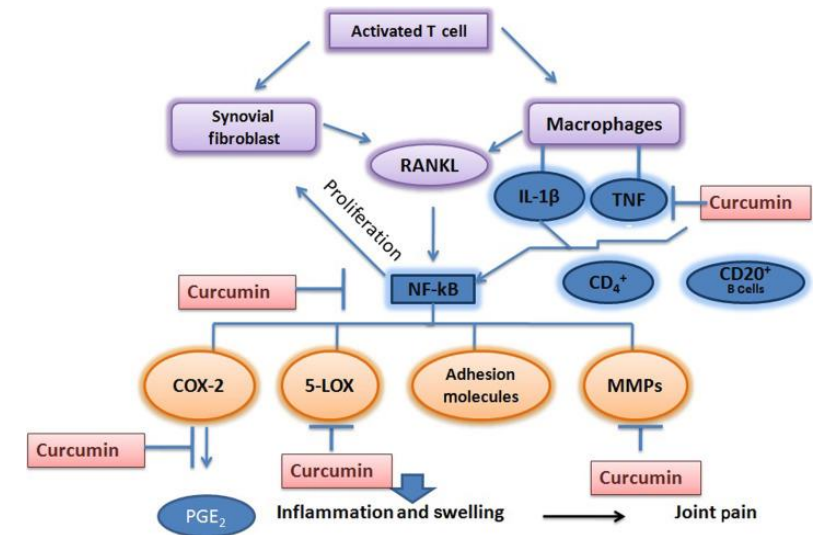 Activated T cell
Synovial
fibroblast
Macrophages
RANKL
IL-1β
TNF
Curcumin
Proliferation
CD₄⁺
CD20⁺
B Cells
Curcumin
NF-kB
COX-2
5-LOX
Adhesion
molecules
MMPs
Curcumin
Curcumin
Curcumin
PGE₂
Inflammation and swelling
Joint pain